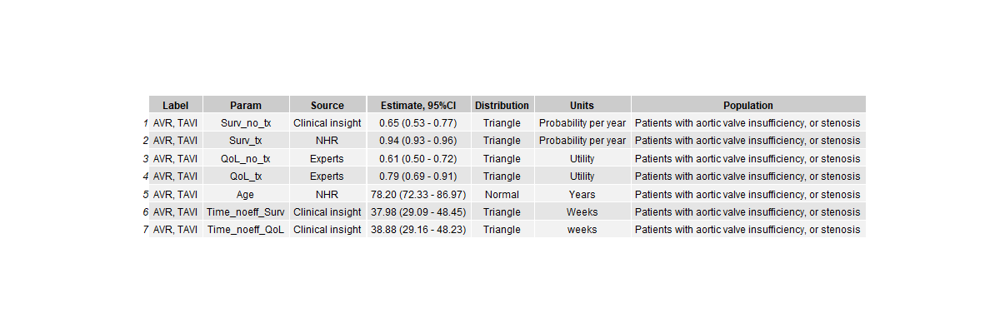 Label Param Source Estimate, 95%CI Distribution Units Population
1 AVR, TAVI Surv_no_tx Clinical insight 0.65 (0.53 - 0.77) Triangle Probability per year Patients with aortic valve insufficiency, or stenosis
2 AVR, TAVI Surv_tx NHR 0.94 (0.93 - 0.96) Triangle Probability per year Patients with aortic valve insufficiency, or stenosis
3 AVR, TAVI QoL_no_tx Experts 0.61 (0.50 - 0.72) Triangle Utility Patients with aortic valve insufficiency, or stenosis
4 AVR, TAVI QoL_tx Experts 0.79 (0.69 - 0.91) Triangle Utility Patients with aortic valve insufficiency, or stenosis
5 AVR, TAVI Age NHR 78.20 (72.33 - 86.97) Normal Years Patients with aortic valve insufficiency, or stenosis
6 AVR, TAVI Time_noeff_Surv Clinical insight 37.98 (29.09 - 48.45) Triangle Weeks Patients with aortic valve insufficiency, or stenosis
7 AVR, TAVI Time_noeff_QoL Clinical insight 38.88 (29.16 - 48.23) Triangle weeks Patients with aortic valve insufficiency, or stenosis